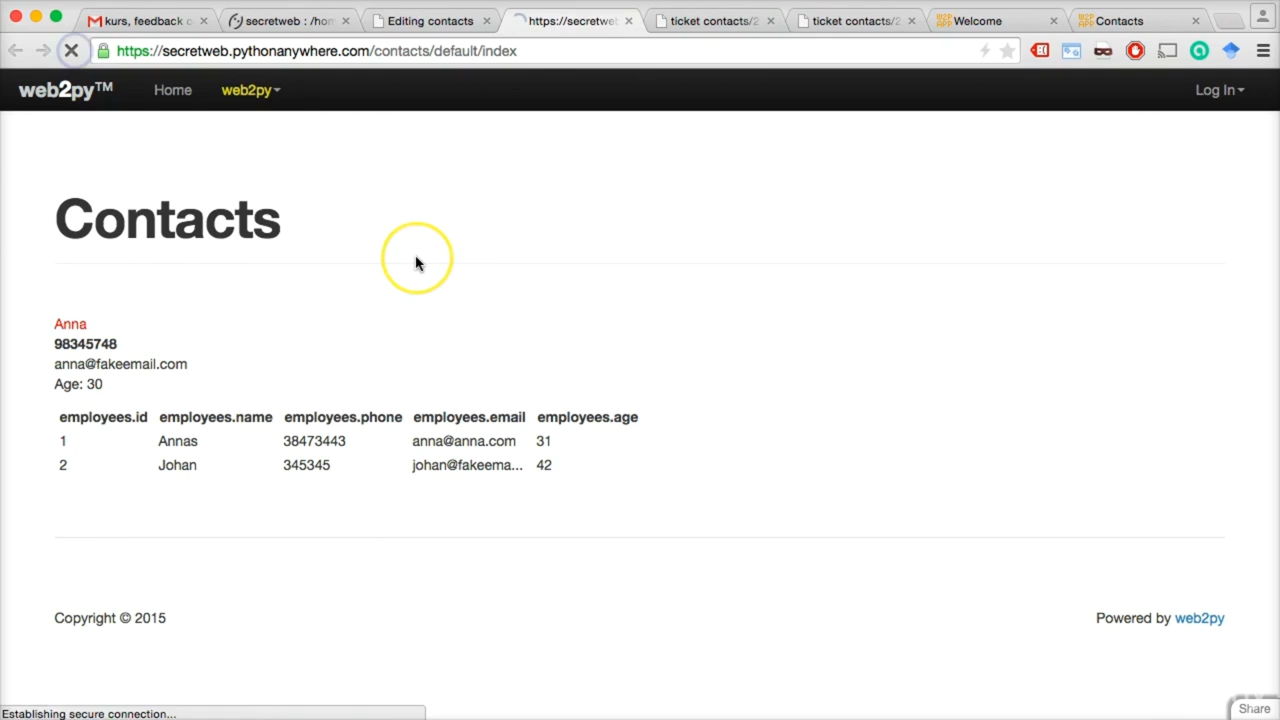 kurs, feedback o
secretweb : /hom
Editing contacts
https://secretwe
ticket contacts/2
ticket contacts/2
Welcome
Contacts
https://secretweb.pythonanywhere.com/contacts/default/index
web2py™ Home web2py Log In
Contacts
Anna
98345748
anna@fakeemail.com
Age: 30
employees.id employees.name employees.phone employees.email employees.age
1 Annas 38473443 anna@anna.com 31
2 Johan 345345 johan@fakeema... 42
Copyright © 2015 Powered by web2py
Establishing secure connection...
Share